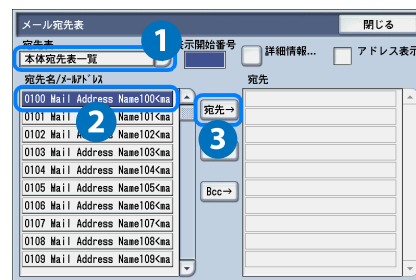 メール宛先表
閉じる
宛先表
1
表示開始番号
詳細情報...
アドレス表示
本体宛先表一覧
宛先名/メールアドレス
宛先
0100 Mail Address Name100<ma
0101 Mail Address Name101<ma
0102 Mail Address Name102<ma
0103 Mail Address Name103<ma
0104 Mail Address Name104<ma
0105 Mail Address Name105<ma
0106 Mail Address Name106<ma
0107 Mail Address Name107<ma
0108 Mail Address Name108<ma
0109 Mail Address Name109<ma
2
宛先→
3
Bcc→